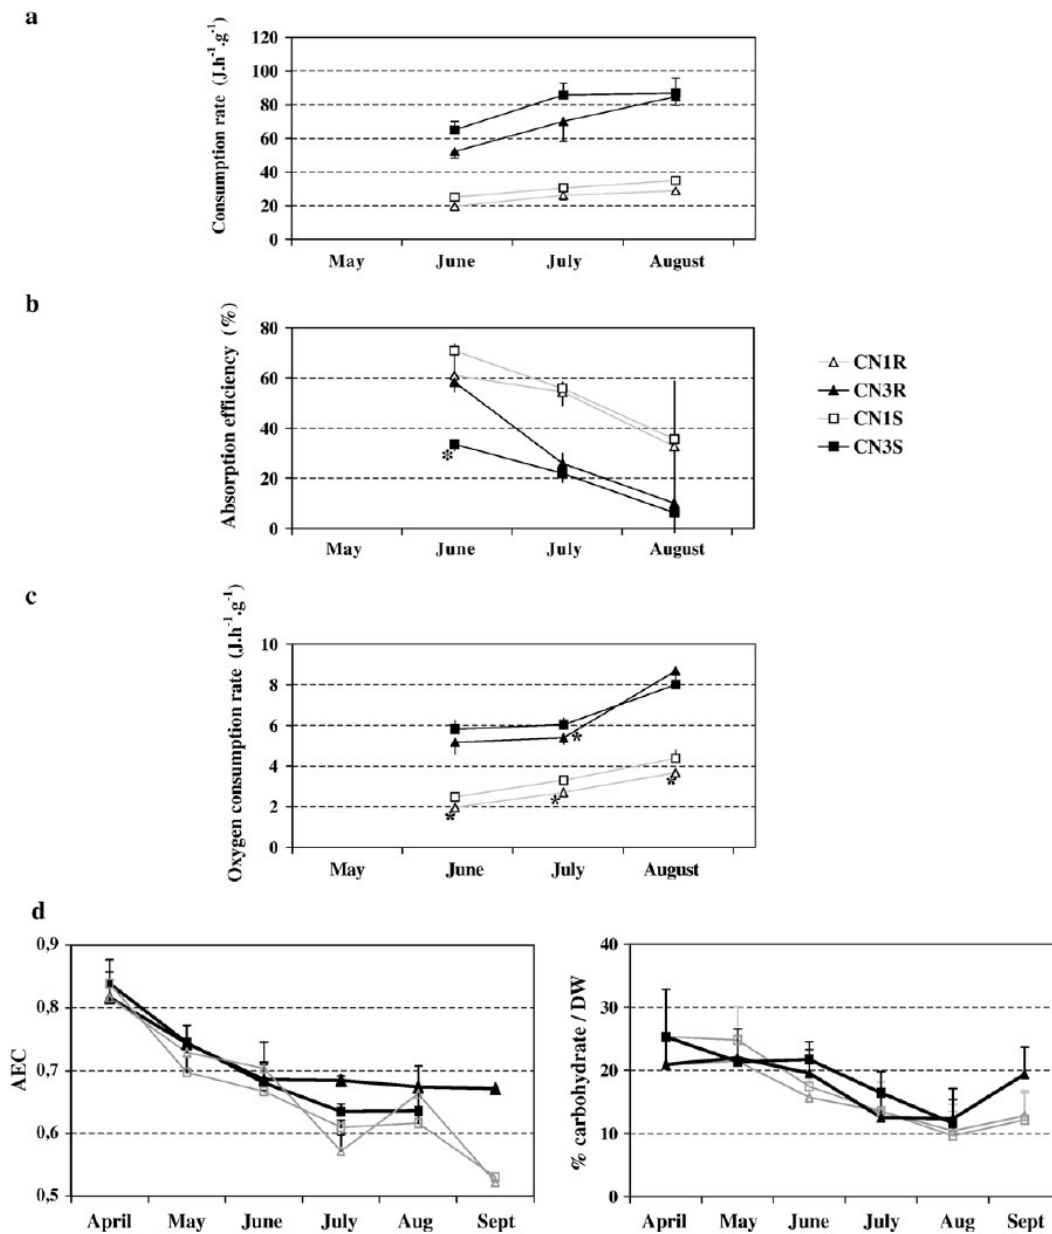 a
Consumption rate (J.h⁻¹.g⁻¹)
120
100
80
60
40
20
0
May June July August
b
Absorption efficiency (%)
80
60
40
20
0
*
May June July August
CN1R
CN3R
CN1S
CN3S
c
Oxygen consumption rate (J.h⁻¹.g⁻¹)
10
8
6
4
2
0
*
* * *
May June July August
d
AEC
0,9
0,8
0,7
0,6
0,5
April May June July Aug Sept
% carbohydrate / DW
40
30
20
10
0
April May June July Aug Sept